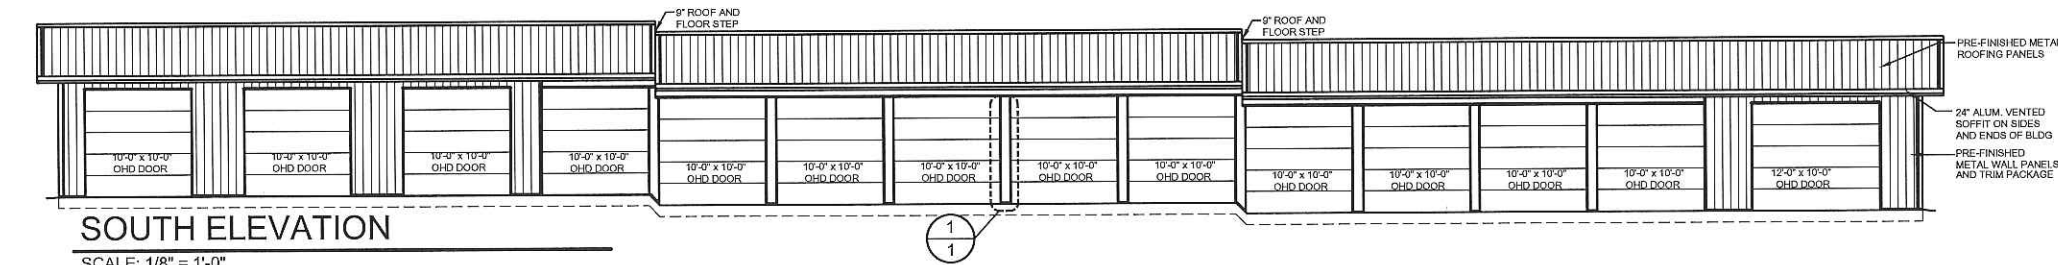 9" ROOF AND
FLOOR STEP
9" ROOF AND
FLOOR STEP
PRE-FINISHED METAL
ROOFING PANELS
24" ALUM. VENTED
SOFFIT ON SIDES
AND ENDS OF BLDG
PRE-FINISHED
METAL WALL PANELS
AND TRIM PACKAGE
10'-0" x 10'-0"
OHD DOOR
10'-0" x 10'-0"
OHD DOOR
10'-0" x 10'-0"
OHD DOOR
10'-0" x 10'-0"
OHD DOOR
10'-0" x 10'-0"
OHD DOOR
10'-0" x 10'-0"
OHD DOOR
10'-0" x 10'-0"
OHD DOOR
10'-0" x 10'-0"
OHD DOOR
10'-0" x 10'-0"
OHD DOOR
10'-0" x 10'-0"
OHD DOOR
10'-0" x 10'-0"
OHD DOOR
10'-0" x 10'-0"
OHD DOOR
10'-0" x 10'-0"
OHD DOOR
12'-0" x 10'-0"
OHD DOOR
1
1
SOUTH ELEVATION
SCALE: 1/8" = 1'-0"